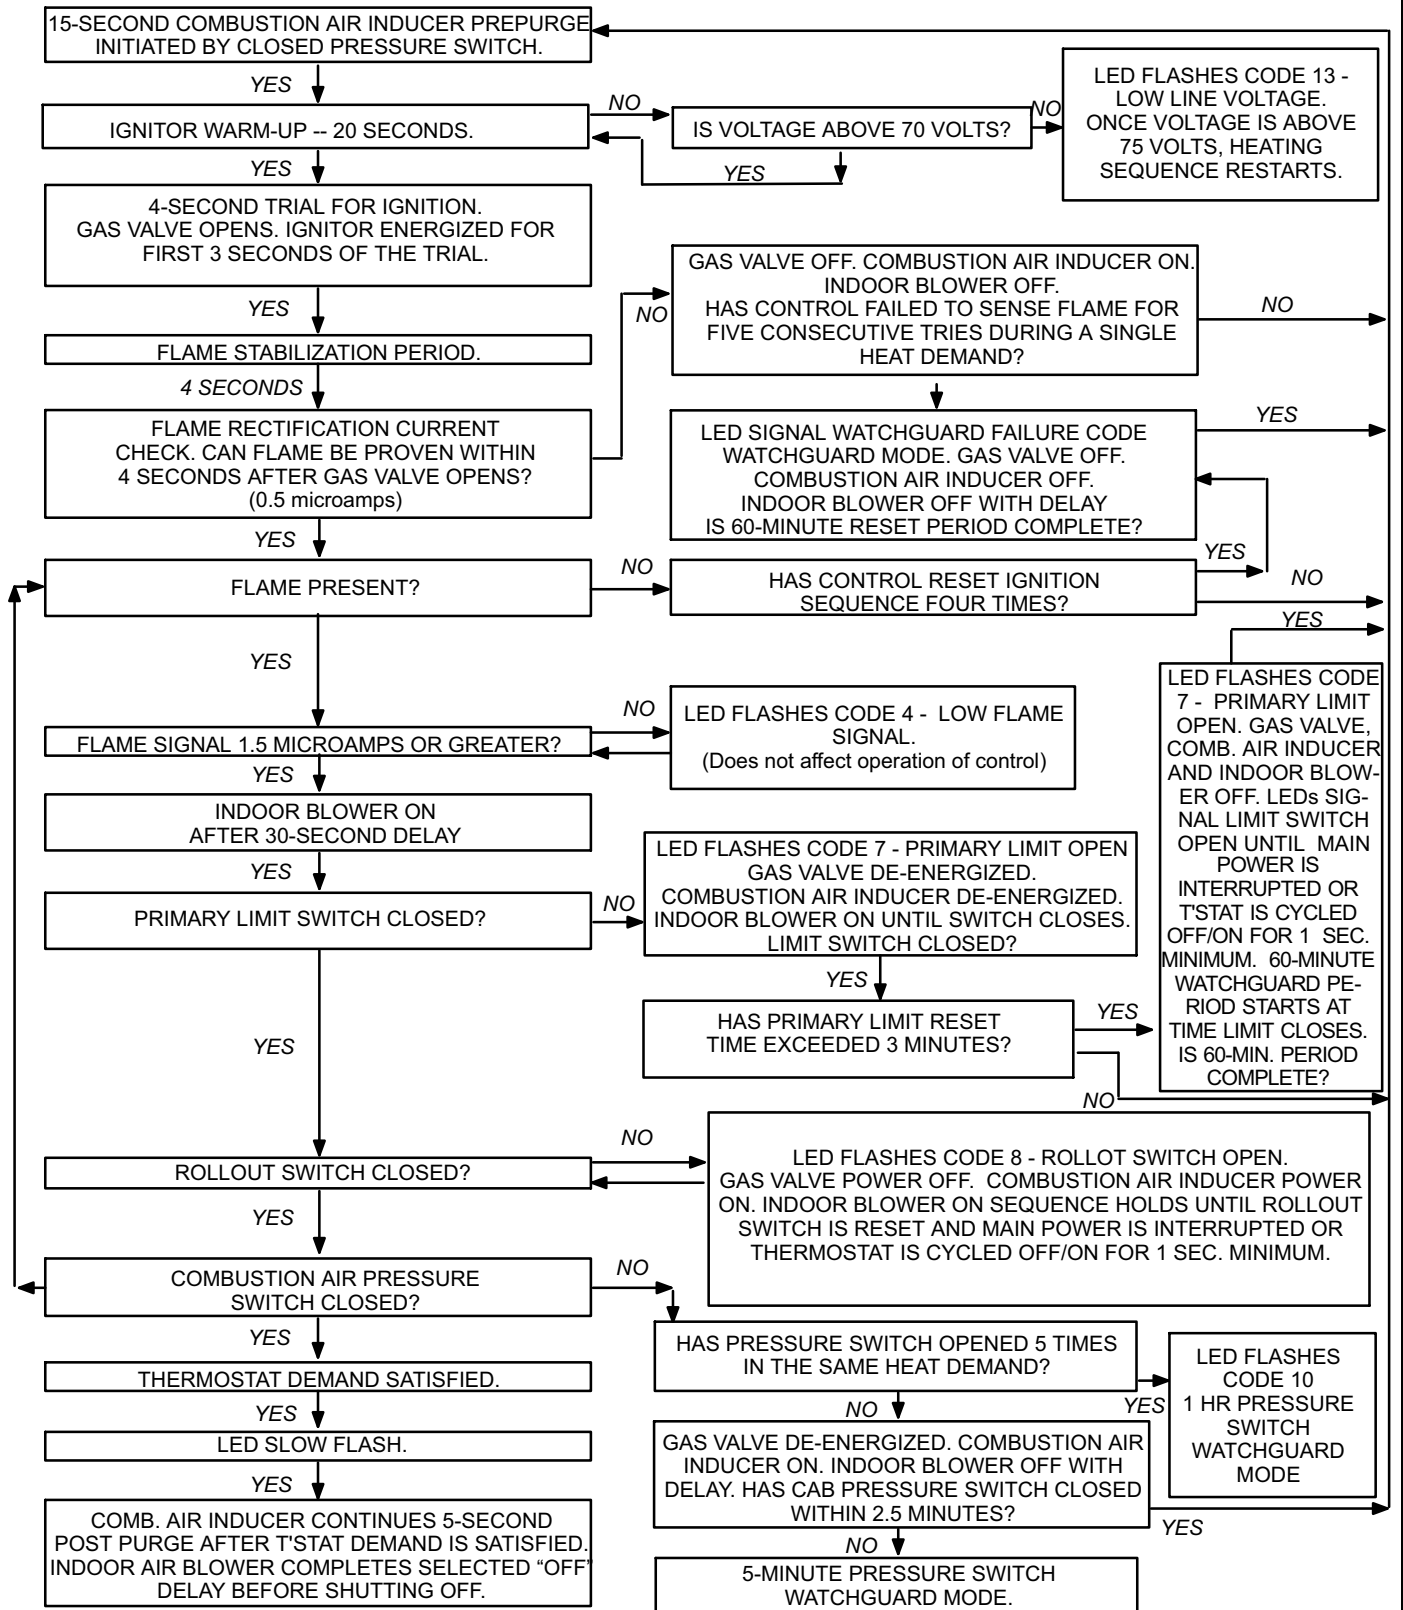 15-SECOND COMBUSTION AIR INDUCER PREPURGE
INITIATED BY CLOSED PRESSURE SWITCH.
YES
IGNITOR WARM-UP -- 20 SECONDS.
NO
IS VOLTAGE ABOVE 70 VOLTS?
NO
YES
LED FLASHES CODE 13 -
LOW LINE VOLTAGE.
ONCE VOLTAGE IS ABOVE
75 VOLTS, HEATING
SEQUENCE RESTARTS.
YES
4-SECOND TRIAL FOR IGNITION.
GAS VALVE OPENS. IGNITOR ENERGIZED FOR
FIRST 3 SECONDS OF THE TRIAL.
YES
FLAME STABILIZATION PERIOD.
4 SECONDS
FLAME RECTIFICATION CURRENT
CHECK. CAN FLAME BE PROVEN WITHIN
4 SECONDS AFTER GAS VALVE OPENS?
(0.5 microamps)
NO
GAS VALVE OFF. COMBUSTION AIR INDUCER ON.
INDOOR BLOWER OFF.
HAS CONTROL FAILED TO SENSE FLAME FOR
FIVE CONSECUTIVE TRIES DURING A SINGLE
HEAT DEMAND?
NO
LED SIGNAL WATCHGUARD FAILURE CODE
WATCHGUARD MODE. GAS VALVE OFF.
COMBUSTION AIR INDUCER OFF.
INDOOR BLOWER OFF WITH DELAY
IS 60-MINUTE RESET PERIOD COMPLETE?
YES
YES
FLAME PRESENT?
NO
HAS CONTROL RESET IGNITION
SEQUENCE FOUR TIMES?
YES
NO
YES
YES
FLAME SIGNAL 1.5 MICROAMPS OR GREATER?
NO
LED FLASHES CODE 4 - LOW FLAME
SIGNAL.
(Does not affect operation of control)
LED FLASHES CODE
7 - PRIMARY LIMIT
OPEN. GAS VALVE,
COMB. AIR INDUCER
AND INDOOR BLOW-
ER OFF. LEDs SIG-
NAL LIMIT SWITCH
OPEN UNTIL MAIN
POWER IS
INTERRUPTED OR
T'STAT IS CYCLED
OFF/ON FOR 1 SEC.
MINIMUM. 60-MINUTE
WATCHGUARD PE-
RIOD STARTS AT
TIME LIMIT CLOSES.
IS 60-MIN. PERIOD
COMPLETE?
YES
INDOOR BLOWER ON
AFTER 30-SECOND DELAY
YES
PRIMARY LIMIT SWITCH CLOSED?
NO
LED FLASHES CODE 7 - PRIMARY LIMIT OPEN
GAS VALVE DE-ENERGIZED.
COMBUSTION AIR INDUCER DE-ENERGIZED.
INDOOR BLOWER ON UNTIL SWITCH CLOSES.
LIMIT SWITCH CLOSED?
YES
HAS PRIMARY LIMIT RESET
TIME EXCEEDED 3 MINUTES?
YES
NO
YES
ROLLOUT SWITCH CLOSED?
NO
LED FLASHES CODE 8 - ROLLOT SWITCH OPEN.
GAS VALVE POWER OFF. COMBUSTION AIR INDUCER POWER
ON. INDOOR BLOWER ON SEQUENCE HOLDS UNTIL ROLLOUT
SWITCH IS RESET AND MAIN POWER IS INTERRUPTED OR
THERMOSTAT IS CYCLED OFF/ON FOR 1 SEC. MINIMUM.
YES
COMBUSTION AIR PRESSURE
SWITCH CLOSED?
NO
HAS PRESSURE SWITCH OPENED 5 TIMES
IN THE SAME HEAT DEMAND?
YES
LED FLASHES
CODE 10
1 HR PRESSURE
SWITCH
WATCHGUARD
MODE
YES
THERMOSTAT DEMAND SATISFIED.
NO
GAS VALVE DE-ENERGIZED. COMBUSTION AIR
INDUCER ON. INDOOR BLOWER OFF WITH
DELAY. HAS CAB PRESSURE SWITCH CLOSED
WITHIN 2.5 MINUTES?
YES
YES
LED SLOW FLASH.
YES
COMB. AIR INDUCER CONTINUES 5-SECOND
POST PURGE AFTER T'STAT DEMAND IS SATISFIED.
INDOOR AIR BLOWER COMPLETES SELECTED “OFF”
DELAY BEFORE SHUTTING OFF.
NO
5-MINUTE PRESSURE SWITCH
WATCHGUARD MODE.